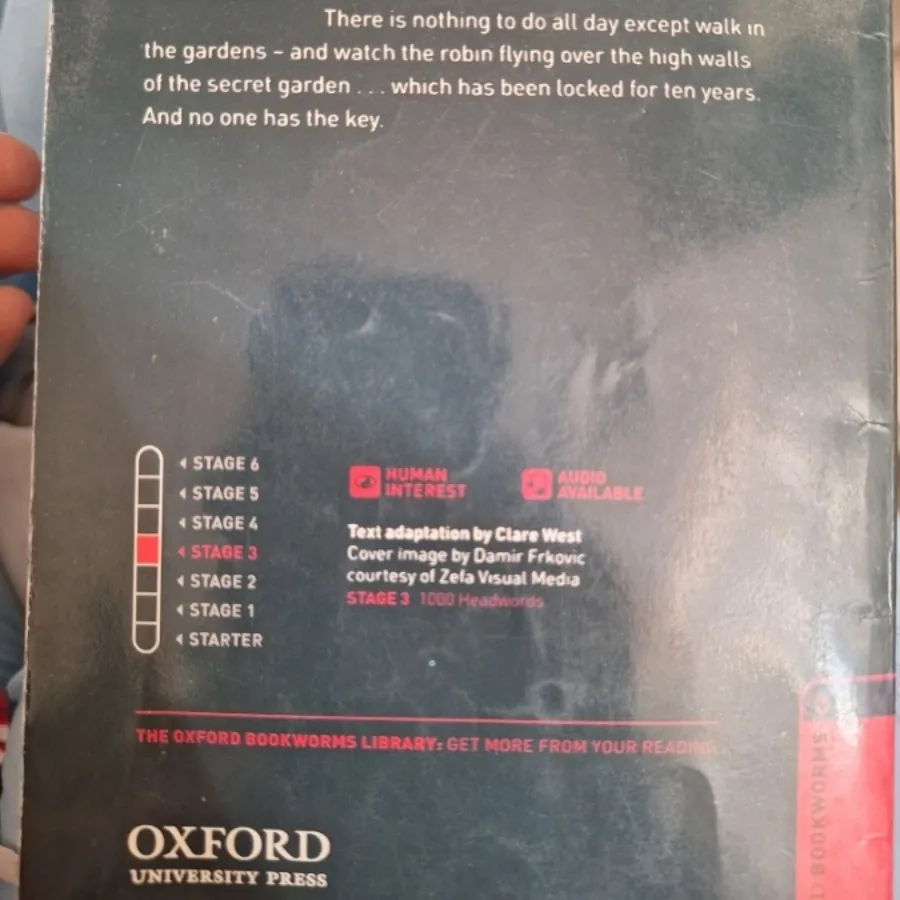 There is nothing to do all day except walk in
the gardens – and watch the robin flying over the high walls
of the secret garden . . . which has been locked for ten years.
And no one has the key.
STAGE 6
STAGE 5
STAGE 4
STAGE 3
STAGE 2
STAGE 1
STARTER
HUMAN
INTEREST
AUDIO
AVAILABLE
Text adaptation by Clare West
Cover image by Damir Frkovic
courtesy of Zefa Visual Media
STAGE 3 1000 Headwords
THE OXFORD BOOKWORMS LIBRARY: GET MORE FROM YOUR READING
OXFORD
UNIVERSITY PRESS
BOOKWORMS